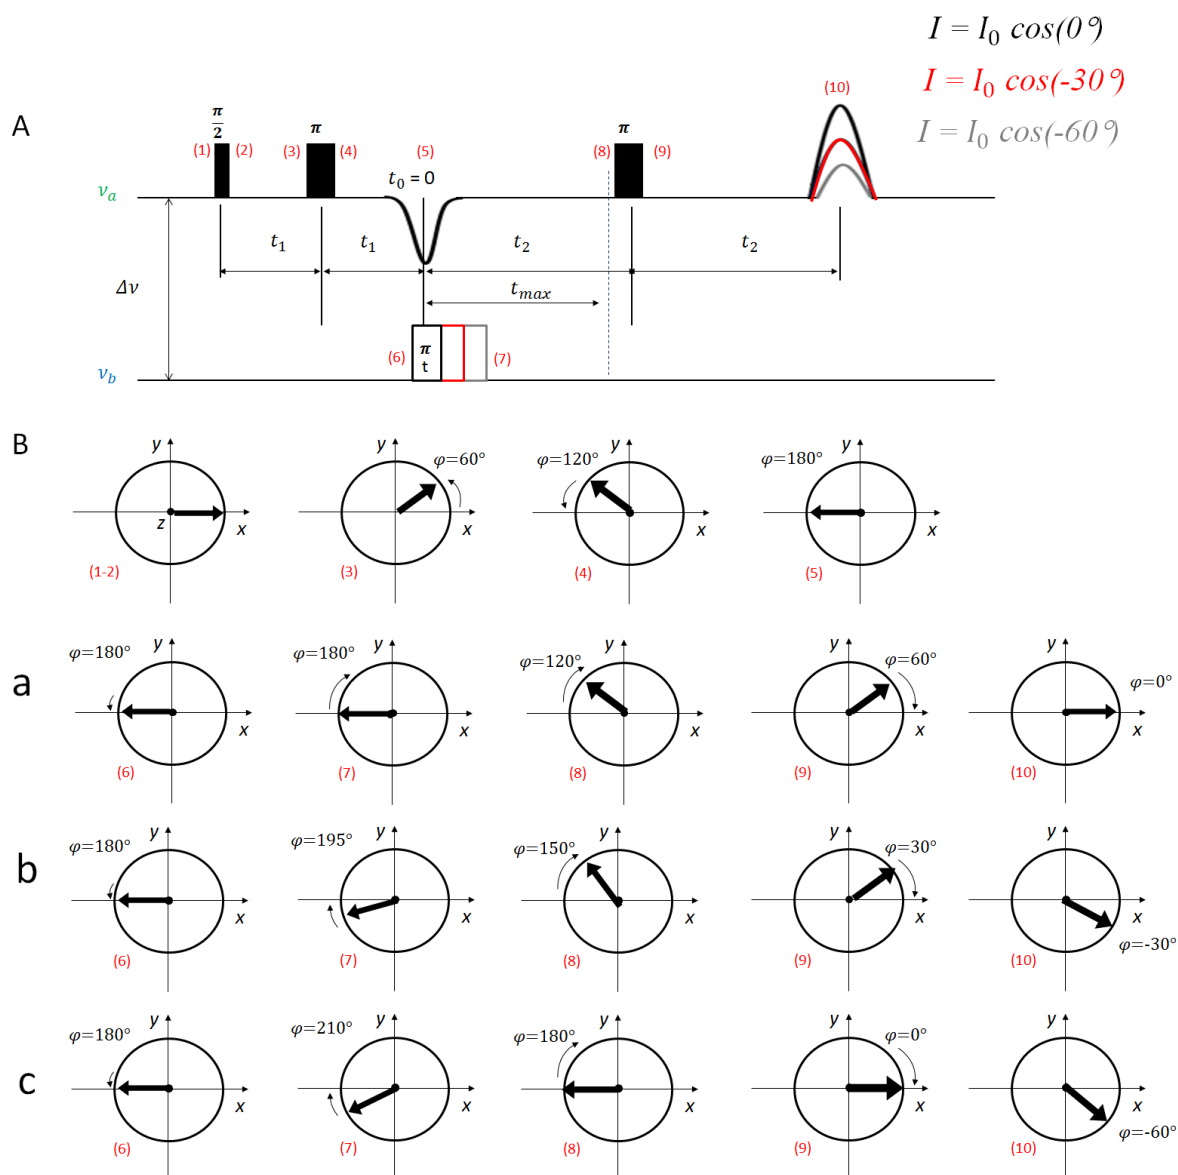 I = I₀ cos(0°)
I = I₀ cos(-30°)
I = I₀ cos(-60°)
A
π/2
(1) (2)
π
(3) (4)
(5)
t₀ = 0
π
(8) (9)
(10)
νₐ
t₁ t₁ t₂ t₂
Δν
tₘₐₓ
(6) π t (7)
ν_b
B
y z x (1-2)
y φ=60° x (3)
y φ=120° x (4)
y φ=180° x (5)
a
φ=180° y x (6)
φ=180° y x (7)
φ=120° y x (8)
y φ=60° x (9)
y φ=0° x (10)
b
φ=180° y x (6)
φ=195° y x (7)
φ=150° y x (8)
y φ=30° x (9)
y x φ=-30° (10)
c
φ=180° y x (6)
φ=210° y x (7)
φ=180° y x (8)
y φ=0° x (9)
y x φ=-60° (10)